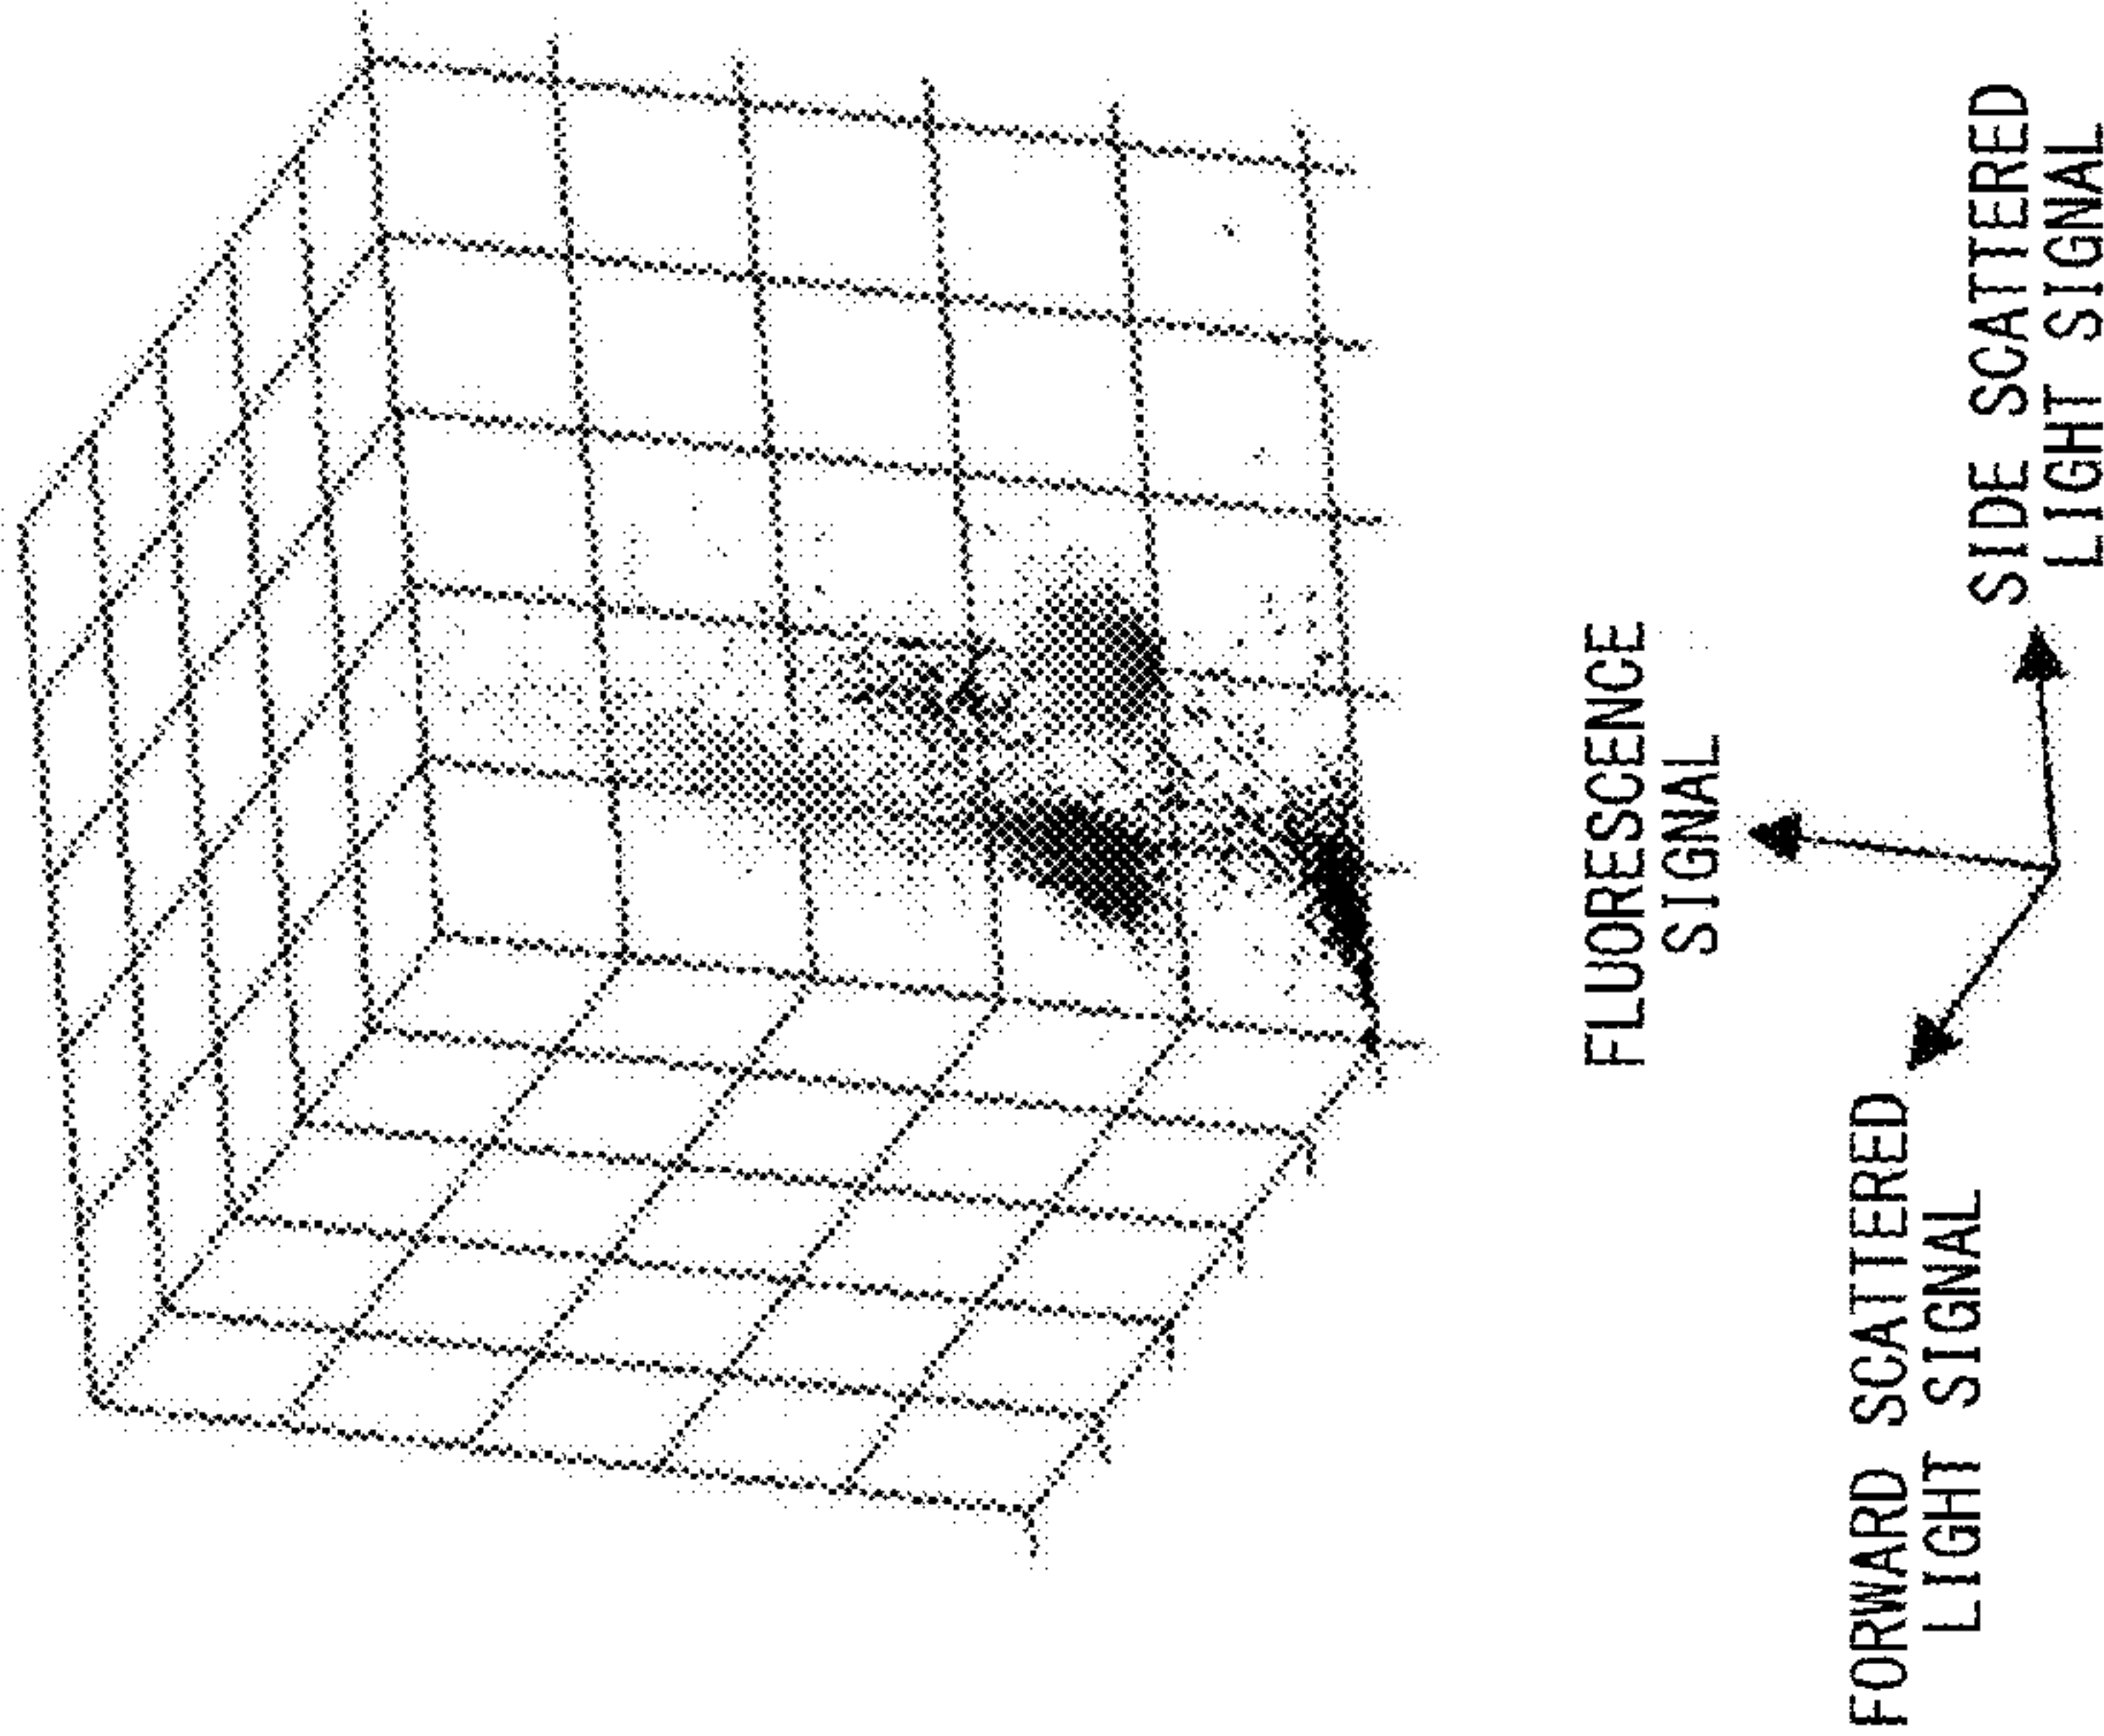 FLUORESCENCE
SIGNAL
FORWARD SCATTERED
LIGHT SIGNAL
SIDE SCATTERED
LIGHT SIGNAL